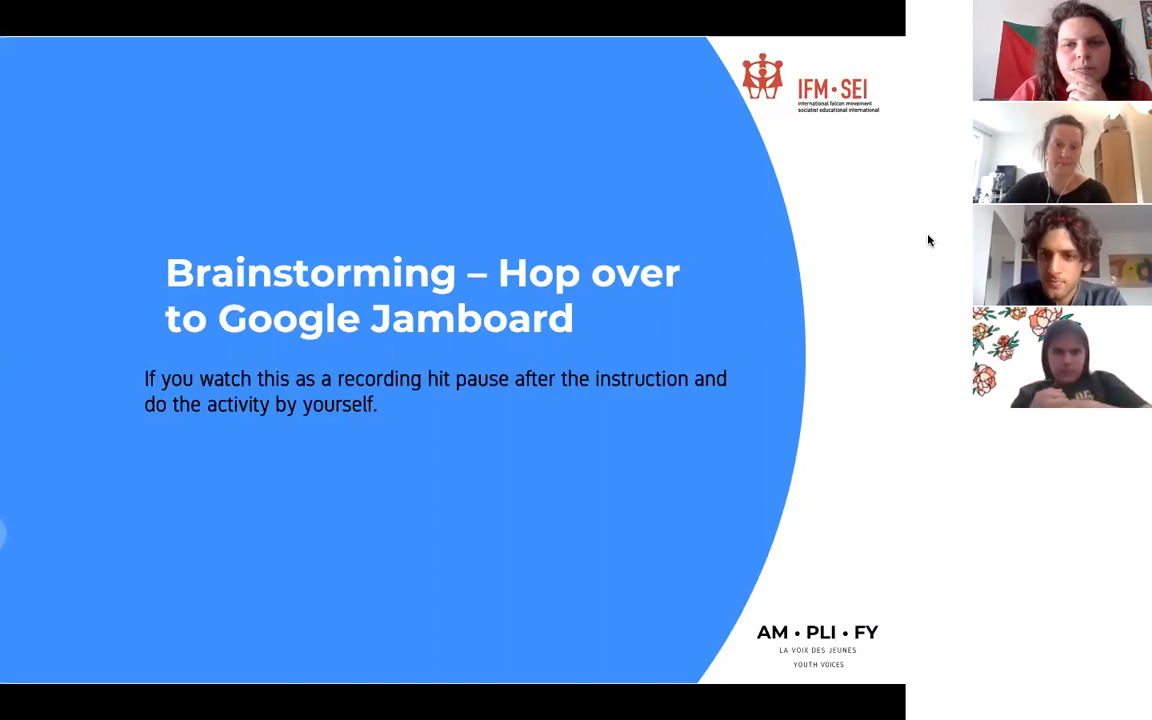 IFM • SEI
international falcon movement
socialist educational international
Brainstorming – Hop over
to Google Jamboard
If you watch this as a recording hit pause after the instruction and
do the activity by yourself.
AM • PLI • FY
LA VOIX DES JEUNES
YOUTH VOICES